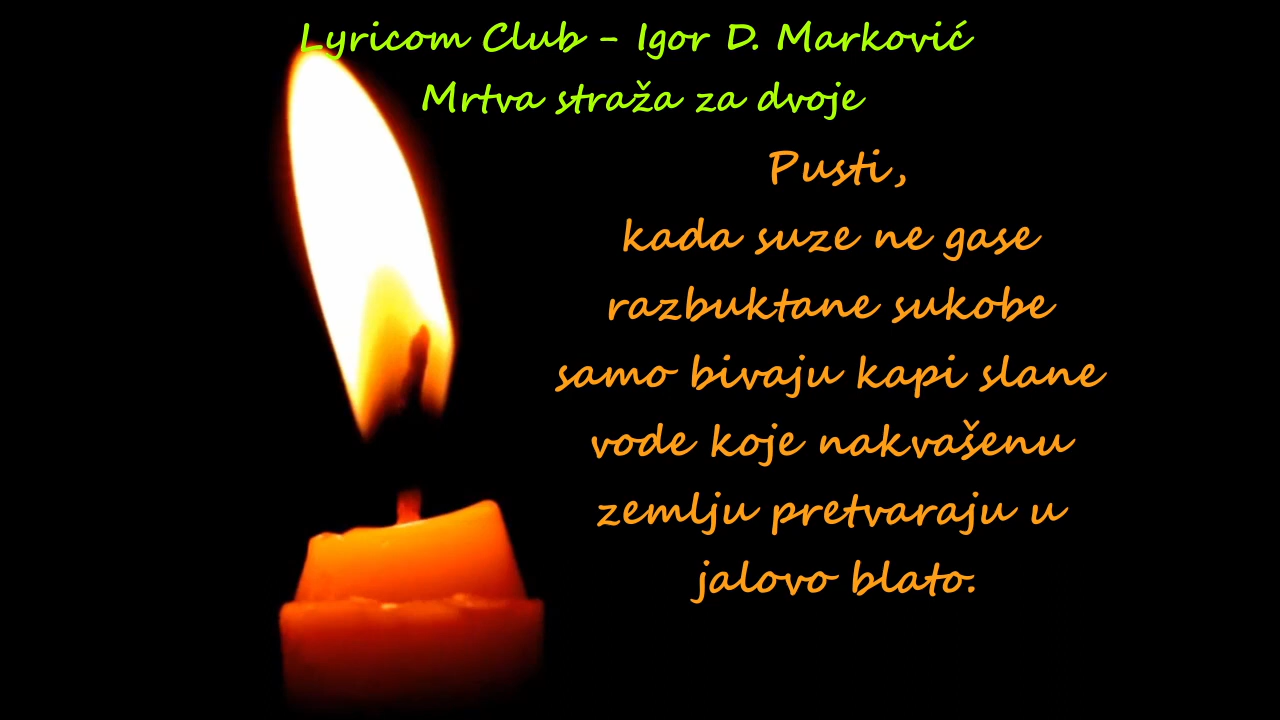 Lyricom Club - Igor D. Marković
Mrtva straža za dvoje
Pusti,
kada suze ne gase
razbuktane sukobe
samo bivaju kapi slane
vode koje nakvašenu
zemlju pretvaraju u
jalovo blato.